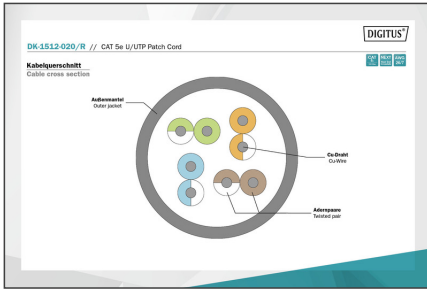 DIGITUS®
DK-1512-020/R // CAT 5e U/UTP Patch Cord
Kabelquerschnitt
Cable cross section
Außenmantel
Outer jacket
Cu-Draht
Cu-Wire
Aderpaare
Twisted pair